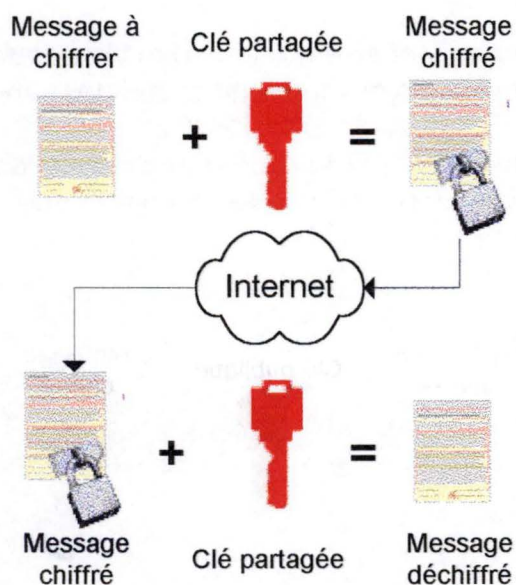 Message à
chiffrer
+
Clé partagée
=
Message
chiffré
Internet
Message
chiffré
+
Clé partagée
=
Message
déchiffré